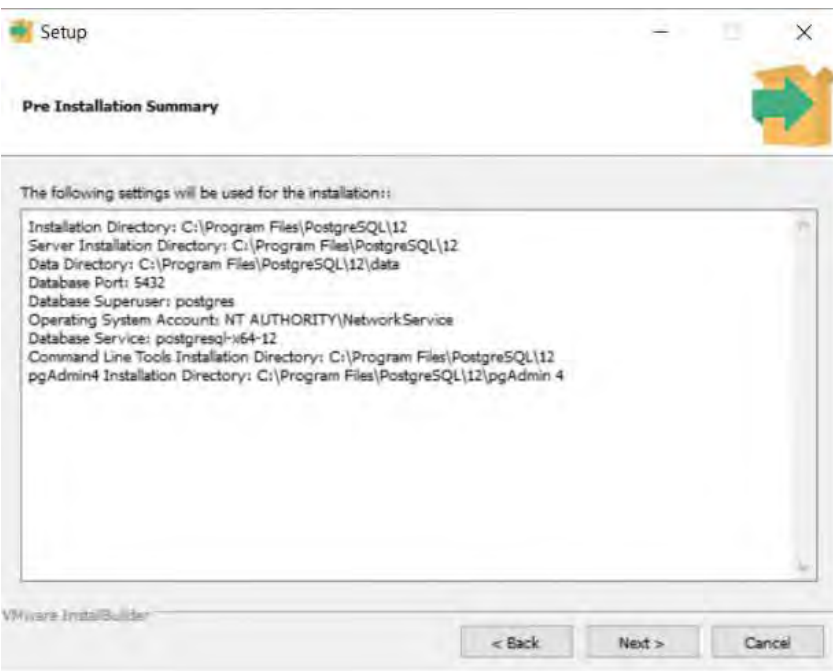 Setup
Pre Installation Summary
The following settings will be used for the installation::
Installation Directory: C:\Program Files\PostgreSQL\12
Server Installation Directory: C:\Program Files\PostgreSQL\12
Data Directory: C:\Program Files\PostgreSQL\12\data
Database Port: 5432
Database Superuser: postgres
Operating System Account: NT AUTHORITY\NetworkService
Database Service: postgresql-x64-12
Command Line Tools Installation Directory: C:\Program Files\PostgreSQL\12
pgAdmin4 Installation Directory: C:\Program Files\PostgreSQL\12\pgAdmin 4
VMware InstallBuilder
< Back Next > Cancel